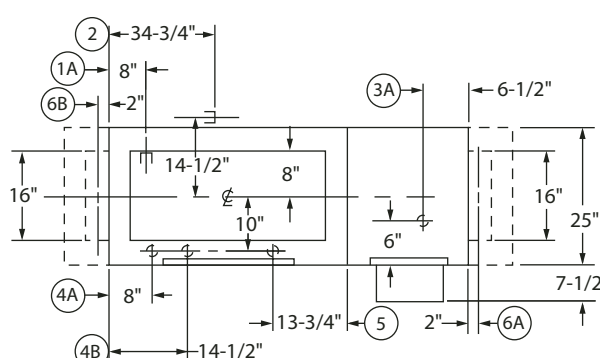 2 34-3/4"
1A 8"
6B 2"
3A 6-1/2"
14-1/2" 8"
16" 16" 25"
10" 6"
4A 8" 7-1/2
13-3/4" 5 2" 6A
4B 14-1/2"